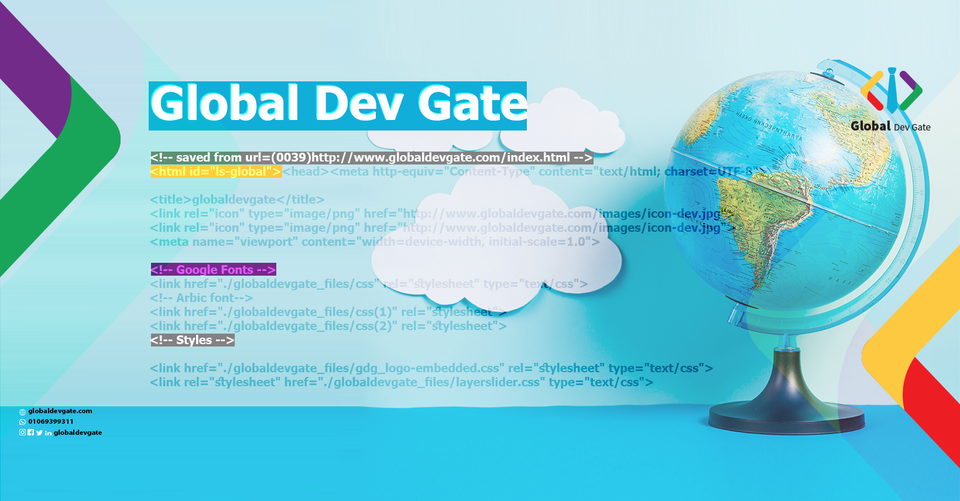 Global Dev Gate
Global Dev Gate
<!-- saved from url=(0039)http://www.globaldevgate.com/index.html -->
<html id="ls-global"><head><meta http-equiv="Content-Type" content="text/html; charset=UTF-8">
<title>globaldevgate</title>
<link rel="icon" type="image/png" href="http://www.globaldevgate.com/images/icon-dev.jpg">
<link rel="icon" type="image/png" href="http://www.globaldevgate.com/images/icon-dev.jpg">
<meta name="viewport" content="width=device-width, initial-scale=1.0">
<!-- Google Fonts -->
<link href="./globaldevgate_files/css" rel="stylesheet" type="text/css">
<!-- Arbic font-->
<link href="./globaldevgate_files/css(1)" rel="stylesheet">
<link href="./globaldevgate_files/css(2)" rel="stylesheet">
<!-- Styles -->
<link href="./globaldevgate_files/gdg_logo-embedded.css" rel="stylesheet" type="text/css">
<link rel="stylesheet" href="./globaldevgate_files/layerslider.css" type="text/css">
globaldevgate.com
01069399311
in globaldevgate